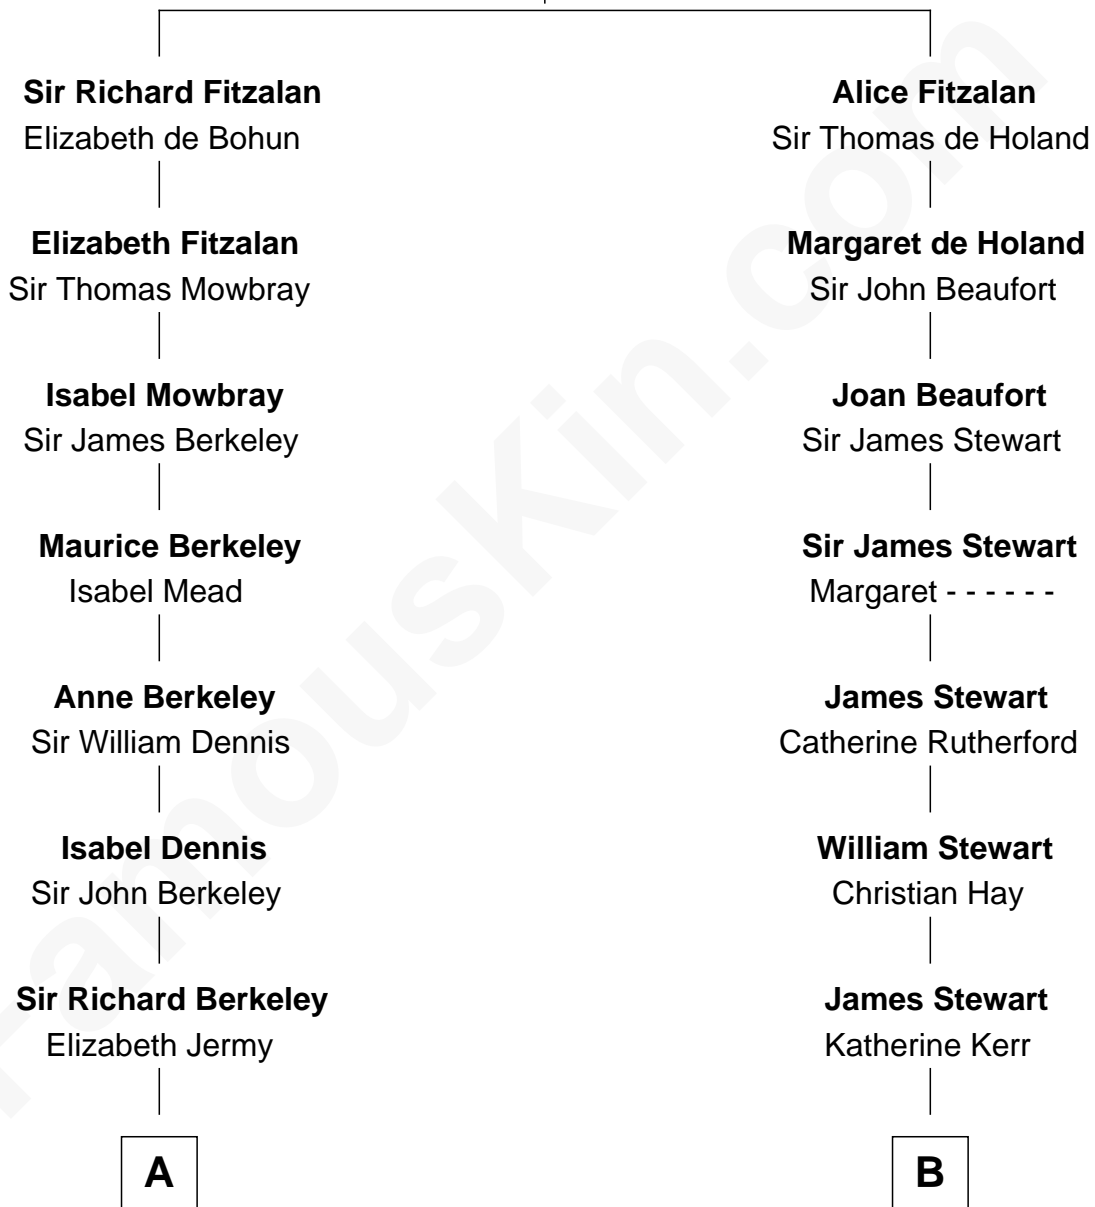 Sir Richard Fitzalan
Elizabeth de Bohun
Elizabeth Fitzalan
Sir Thomas Mowbray
Isabel Mowbray
Sir James Berkeley
Maurice Berkeley
Isabel Mead
Anne Berkeley
Sir William Dennis
Isabel Dennis
Sir John Berkeley
Sir Richard Berkeley
Elizabeth Jermy
A
Alice Fitzalan
Sir Thomas de Holand
Margaret de Holand
Sir John Beaufort
Joan Beaufort
Sir James Stewart
Sir James Stewart
Margaret - - - - - -
James Stewart
Catherine Rutherford
William Stewart
Christian Hay
James Stewart
Katherine Kerr
B
FamousKin.com